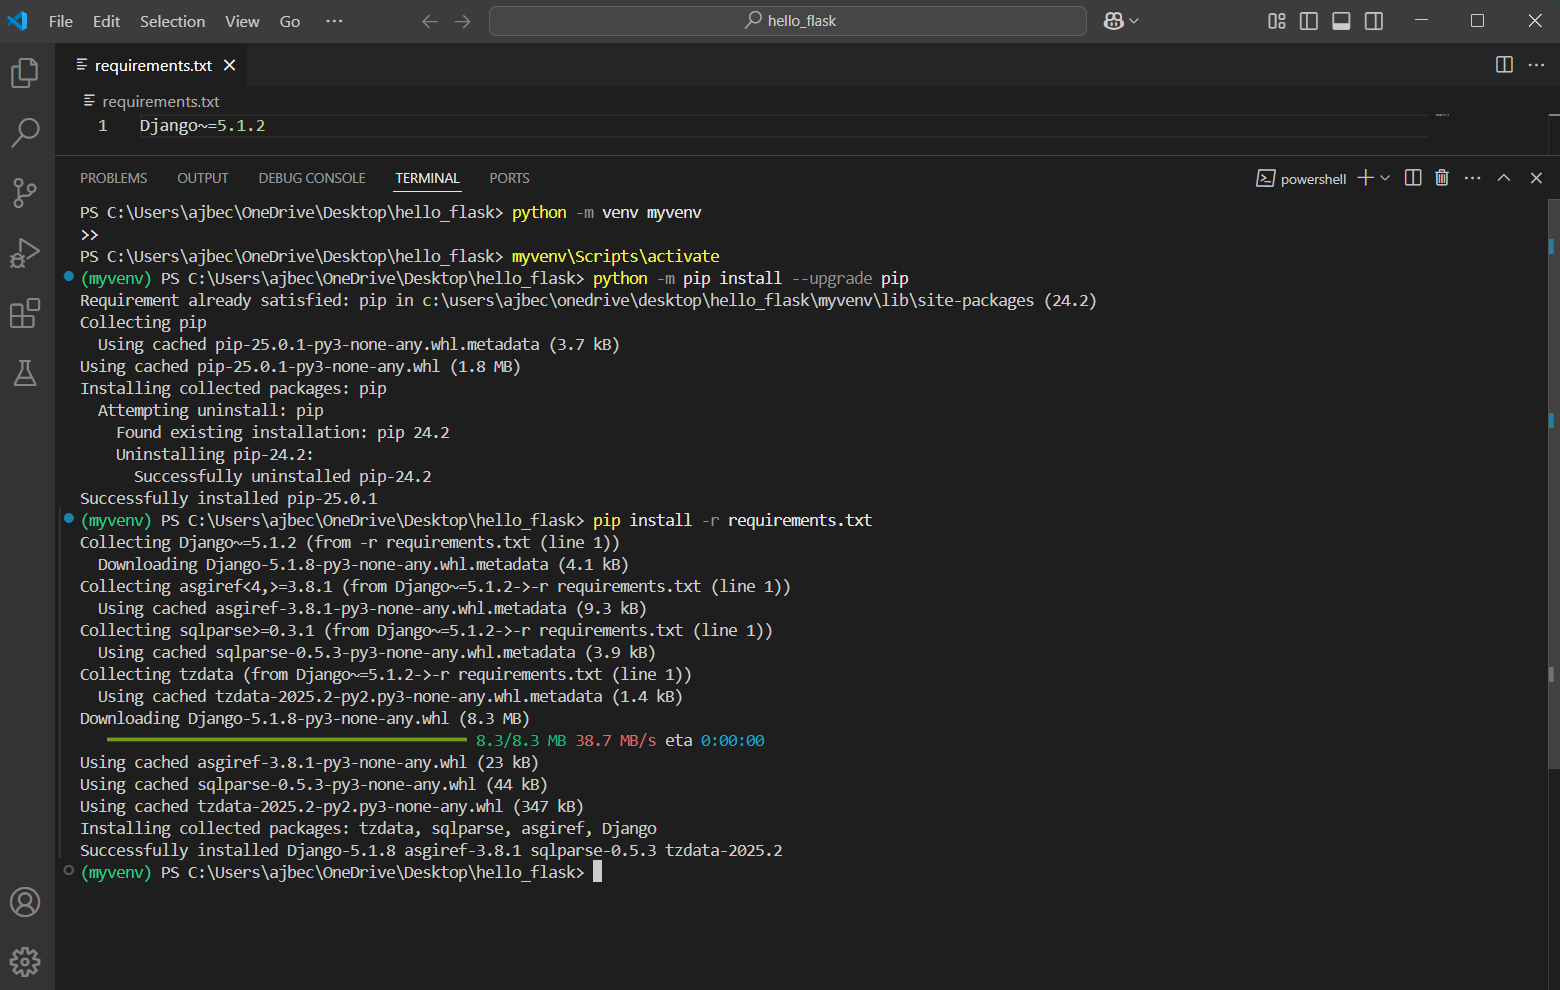 File Edit Selection View Go ··· hello_flask
requirements.txt
requirements.txt
1 Django~=5.1.2
PROBLEMS OUTPUT DEBUG CONSOLE TERMINAL PORTS powershell
PS C:\Users\ajbec\OneDrive\Desktop\hello_flask> python -m venv myvenv
>>
PS C:\Users\ajbec\OneDrive\Desktop\hello_flask> myvenv\Scripts\activate
(myvenv) PS C:\Users\ajbec\OneDrive\Desktop\hello_flask> python -m pip install --upgrade pip
Requirement already satisfied: pip in c:\users\ajbec\onedrive\desktop\hello_flask\myvenv\lib\site-packages (24.2)
Collecting pip
  Using cached pip-25.0.1-py3-none-any.whl.metadata (3.7 kB)
Using cached pip-25.0.1-py3-none-any.whl (1.8 MB)
Installing collected packages: pip
  Attempting uninstall: pip
    Found existing installation: pip 24.2
    Uninstalling pip-24.2:
      Successfully uninstalled pip-24.2
Successfully installed pip-25.0.1
(myvenv) PS C:\Users\ajbec\OneDrive\Desktop\hello_flask> pip install -r requirements.txt
Collecting Django~=5.1.2 (from -r requirements.txt (line 1))
  Downloading Django-5.1.8-py3-none-any.whl.metadata (4.1 kB)
Collecting asgiref<4,>=3.8.1 (from Django~=5.1.2->-r requirements.txt (line 1))
  Using cached asgiref-3.8.1-py3-none-any.whl.metadata (9.3 kB)
Collecting sqlparse>=0.3.1 (from Django~=5.1.2->-r requirements.txt (line 1))
  Using cached sqlparse-0.5.3-py3-none-any.whl.metadata (3.9 kB)
Collecting tzdata (from Django~=5.1.2->-r requirements.txt (line 1))
  Using cached tzdata-2025.2-py2.py3-none-any.whl.metadata (1.4 kB)
Downloading Django-5.1.8-py3-none-any.whl (8.3 MB)
8.3/8.3 MB 38.7 MB/s eta 0:00:00
Using cached asgiref-3.8.1-py3-none-any.whl (23 kB)
Using cached sqlparse-0.5.3-py3-none-any.whl (44 kB)
Using cached tzdata-2025.2-py2.py3-none-any.whl (347 kB)
Installing collected packages: tzdata, sqlparse, asgiref, Django
Successfully installed Django-5.1.8 asgiref-3.8.1 sqlparse-0.5.3 tzdata-2025.2
(myvenv) PS C:\Users\ajbec\OneDrive\Desktop\hello_flask>